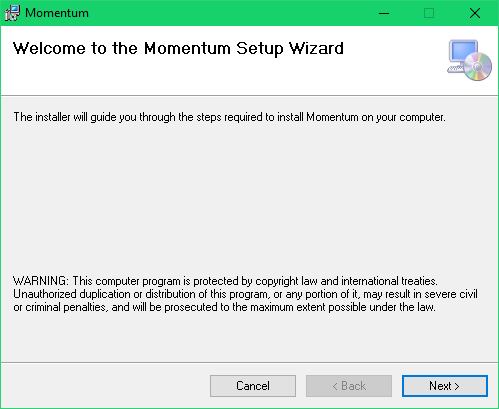 Momentum
Welcome to the Momentum Setup Wizard
The installer will guide you through the steps required to install Momentum on your computer.
WARNING: This computer program is protected by copyright law and international treaties.
Unauthorized duplication or distribution of this program, or any portion of it, may result in severe civil
or criminal penalties, and will be prosecuted to the maximum extent possible under the law.
Cancel
< Back
Next >